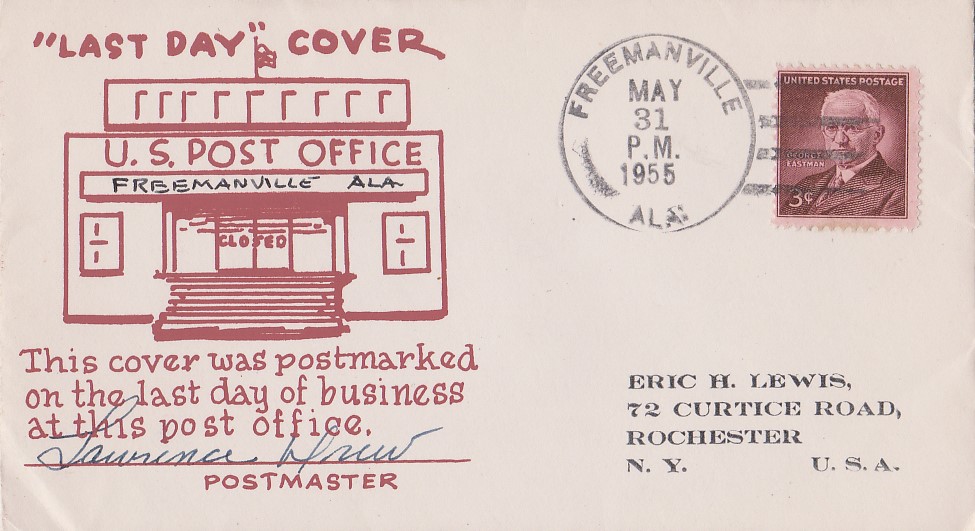 "LAST DAY" COVER
U.S. POST OFFICE
FREEMANVILLE ALA
CLOSED
This cover was postmarked
on the last day of business
at this post office.
Lawrence Drew
POSTMASTER
FREEMANVILLE
MAY
31
P.M.
1955
ALA.
UNITED STATES POSTAGE
GEORGE
EASTMAN
3¢
ERIC H. LEWIS,
72 CURTICE ROAD,
ROCHESTER
N. Y. U. S. A.